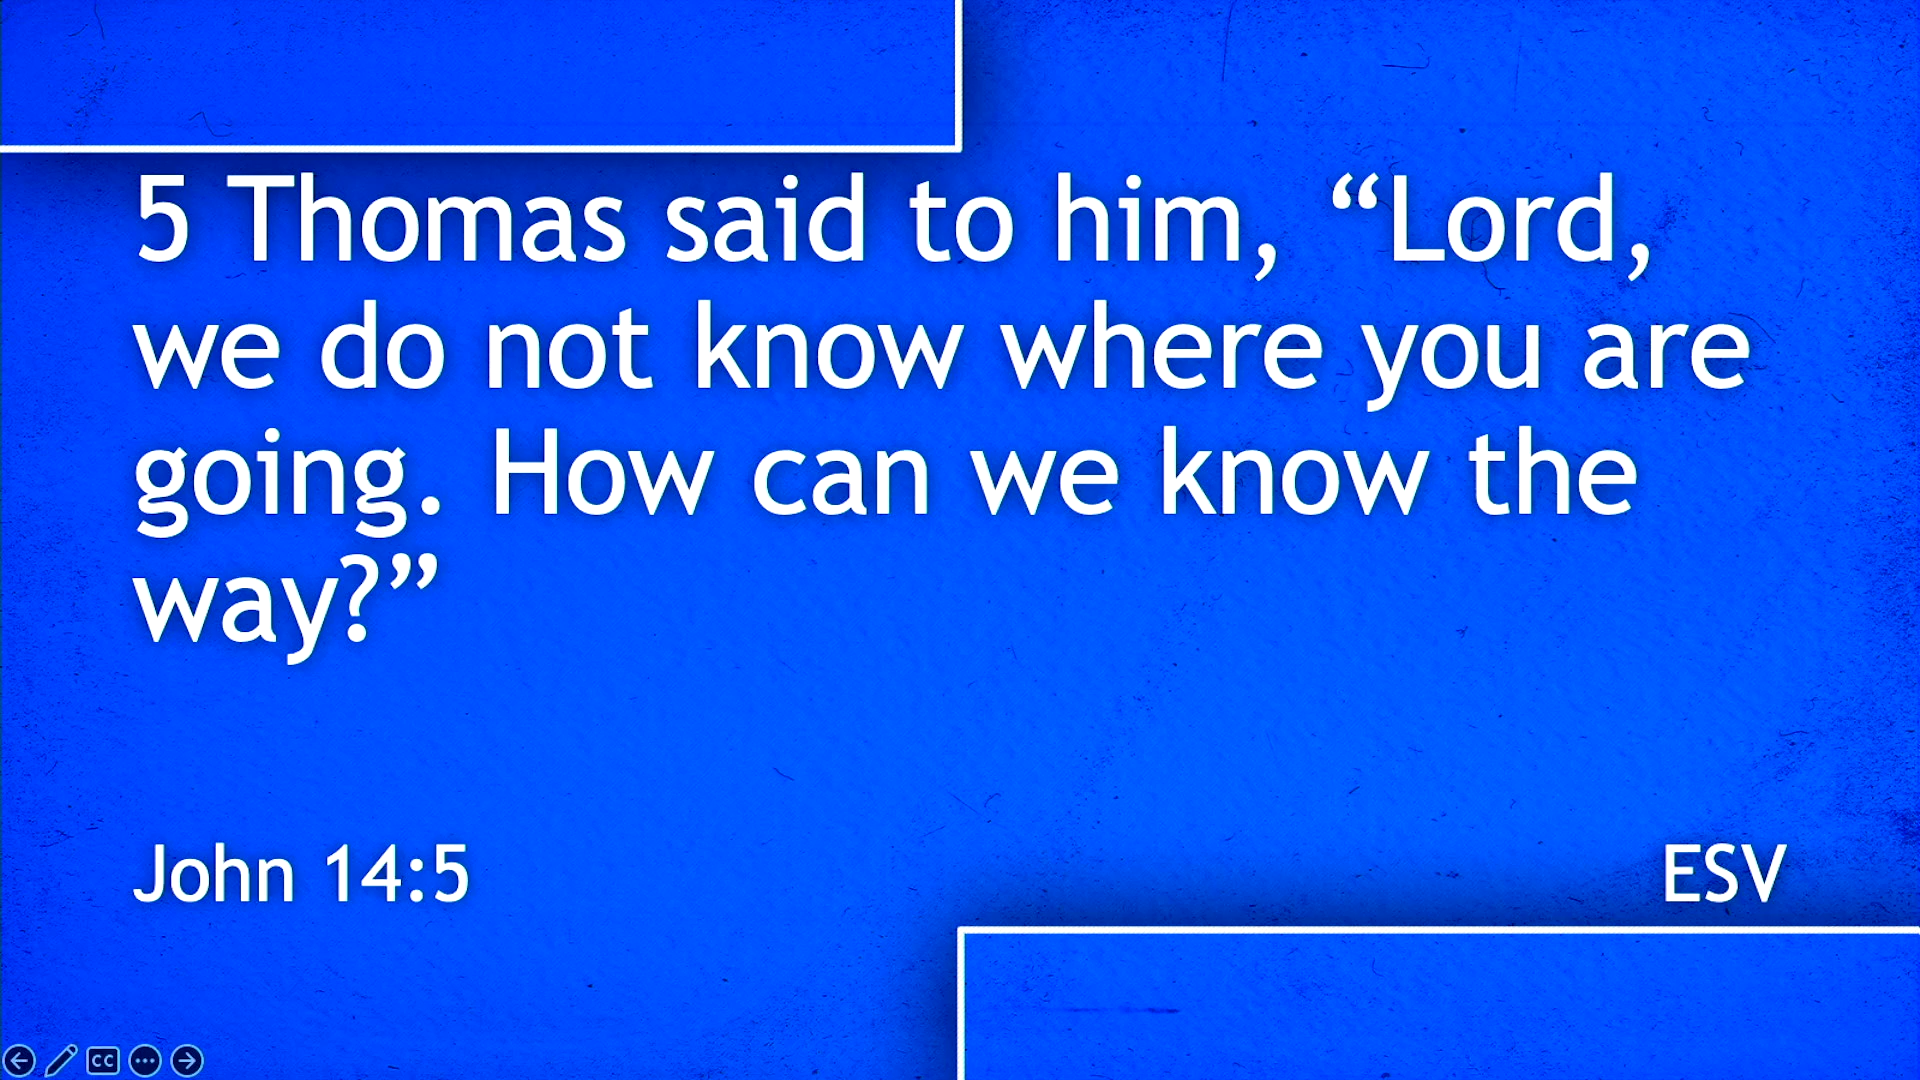 5 Thomas said to him, “Lord,
we do not know where you are
going. How can we know the
way?”
John 14:5
ESV
CC